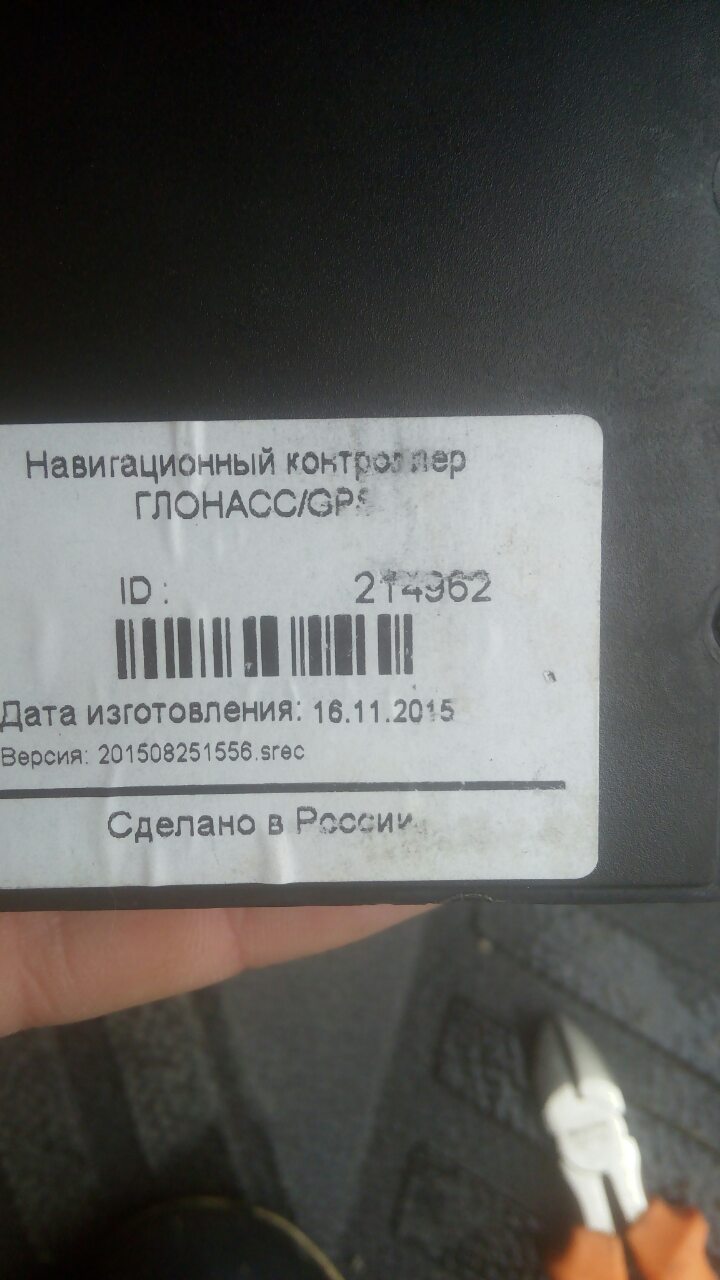 Навигационный контроллер
ГЛОНАСС/GPS
ID : 214962
Дата изготовления: 16.11.2015
Версия: 201508251556.srec
Сделано в России